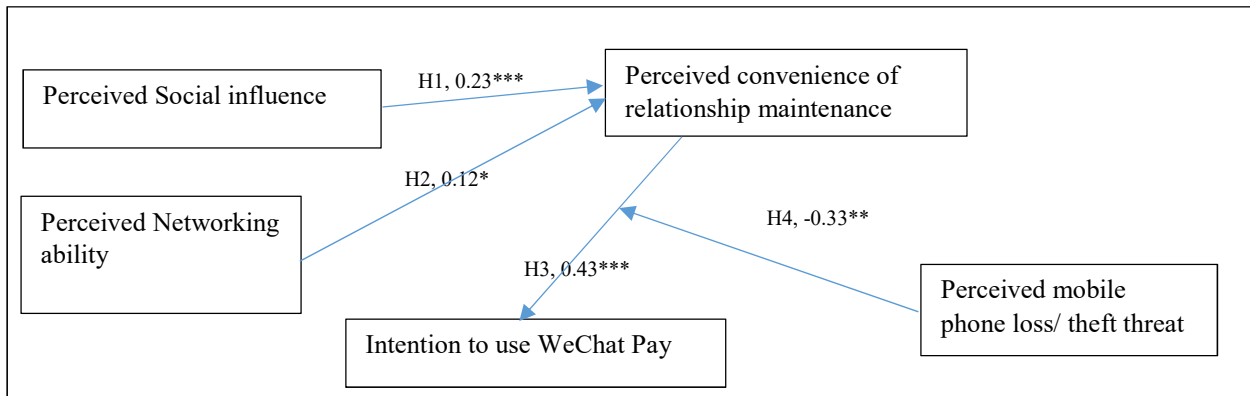 Perceived Social influence
H1, 0.23***
Perceived convenience of
relationship maintenance
H2, 0.12*
Perceived Networking
ability
H4, -0.33**
H3, 0.43***
Perceived mobile
phone loss/ theft threat
Intention to use WeChat Pay